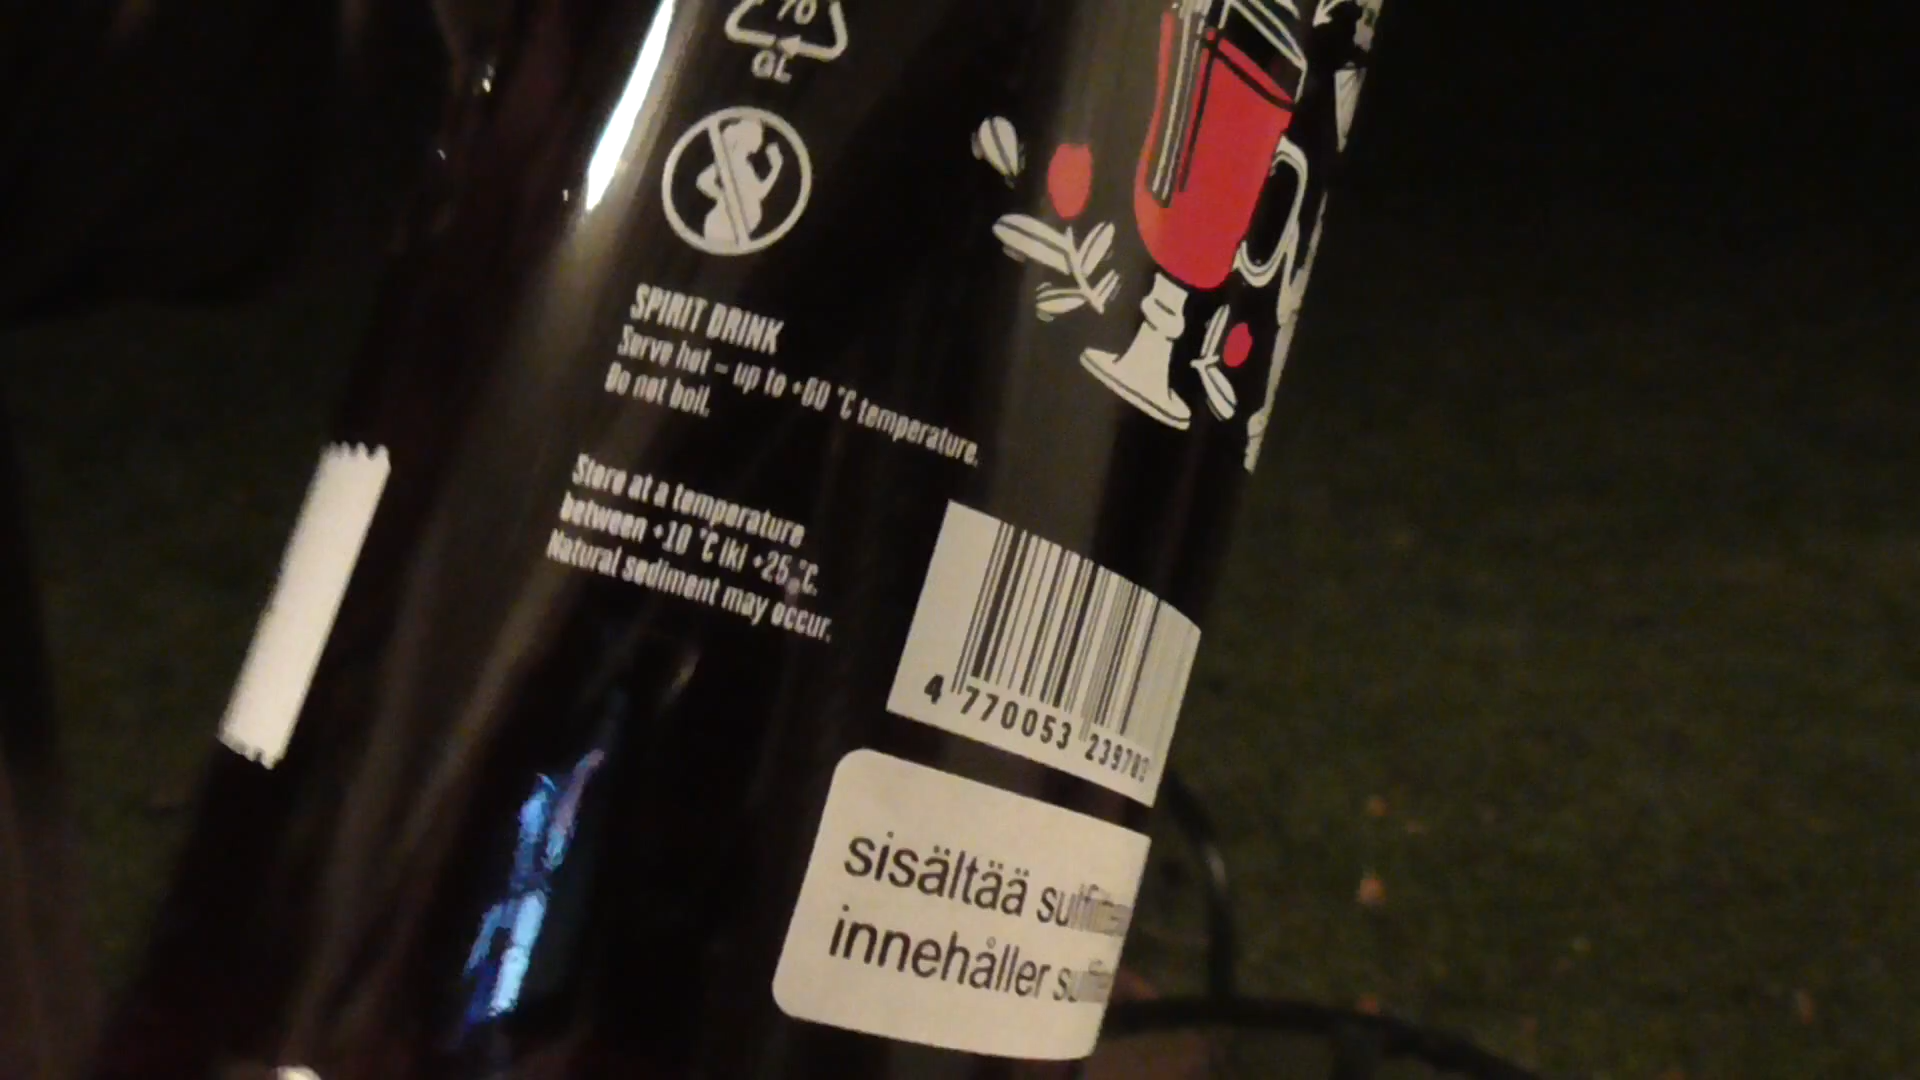 70
GL
SPIRIT DRINK
Serve hot – up to +60 °C temperature.
Do not boil.
Store at a temperature
between +10 °C iki +25 °C.
Natural sediment may occur.
4 770053
sisältää
innehåller